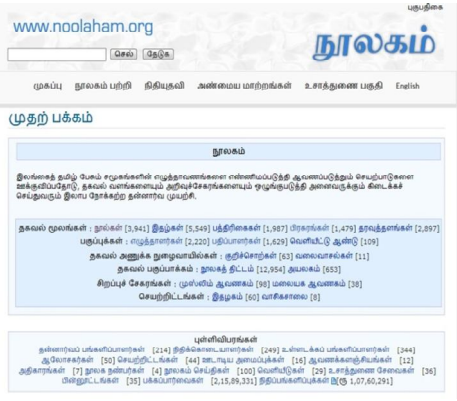 புகுபதிகை
www.noolaham.org
நூலகம்
செல் தேடுக
முகப்பு நூலகம் பற்றி நிதியுதவி அண்மைய மாற்றங்கள் உசாத்துணை பகுதி English
முதற் பக்கம்
நூலகம்
இலங்கைத் தமிழ் பேசும் சமூகங்களின் எழுத்தாவணங்களை எண்ணிமப்படுத்தி ஆவணப்படுத்தும் செயற்பாடுகளை
ஊக்குவிப்பதோடு, தகவல் வளங்களையும் அறிவுச்சேகரங்களையும் ஒழுங்குபடுத்தி அனைவருக்கும் கிடைக்கச்
செய்துவரும் இலாப நோக்கற்ற தன்னார்வ முயற்சி.
தகவல் மூலங்கள் : நூல்கள் [3,941] இதழ்கள் [5,549] பத்திரிகைகள் [1,987] பிரசுரங்கள் [1,479] தரவுத்தளங்கள் [2,897]
பகுப்புக்கள் : எழுத்தாளர்கள் [2,220] பதிப்பாளர்கள் [1,629] வெளியீட்டு ஆண்டு [109]
தகவல் அணுக்க நுழைவாயில்கள் : குறிச்சொற்கள் [63] வலைவாசல்கள் [11]
தகவல் பகுப்பாக்கம் : நூலகத் திட்டம் [12,954] அயலகம் [653]
சிறப்புச் சேகரங்கள் : முஸ்லிம் ஆவணகம் [98] மலையக ஆவணகம் [38]
செயற்றிட்டங்கள் : இதழகம் [60] வாசிகசாலை [8]
புள்ளிவிபரங்கள்
தன்னார்வப் பங்களிப்பாளர்கள் [214] நிதிக்கொடையாளர்கள் [249] உள்ளடக்கப் பங்களிப்பாளர்கள் [344]
ஆலோசகர்கள் [50] செயற்றிட்டங்கள் [44] ஊடாடிய அமைப்புக்கள் [16] ஆவணக்களஞ்சியங்கள் [12]
அதிகாரங்கள் [7] நூலக நண்பர்கள் [4] நூலகம் செய்திகள் [100] வெளியீடுகள் [29] உசாத்துணை சேவைகள் [36]
பின்னூட்டங்கள் [35] பக்கப்பார்வைகள் [2,15,89,331] நிதிப்பங்களிப்புக்கள் [ரூ 1,07,60,291]